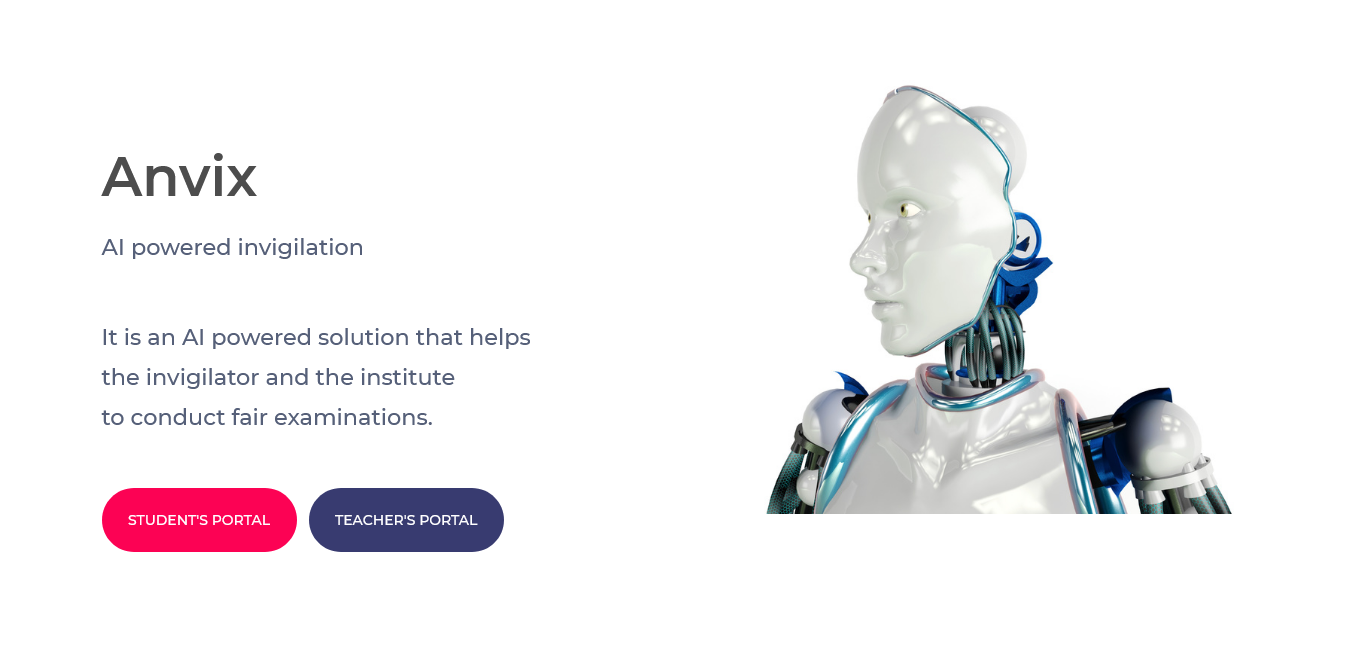 Anvix
AI powered invigilation
It is an AI powered solution that helps
the invigilator and the institute
to conduct fair examinations.
STUDENT'S PORTAL
TEACHER'S PORTAL